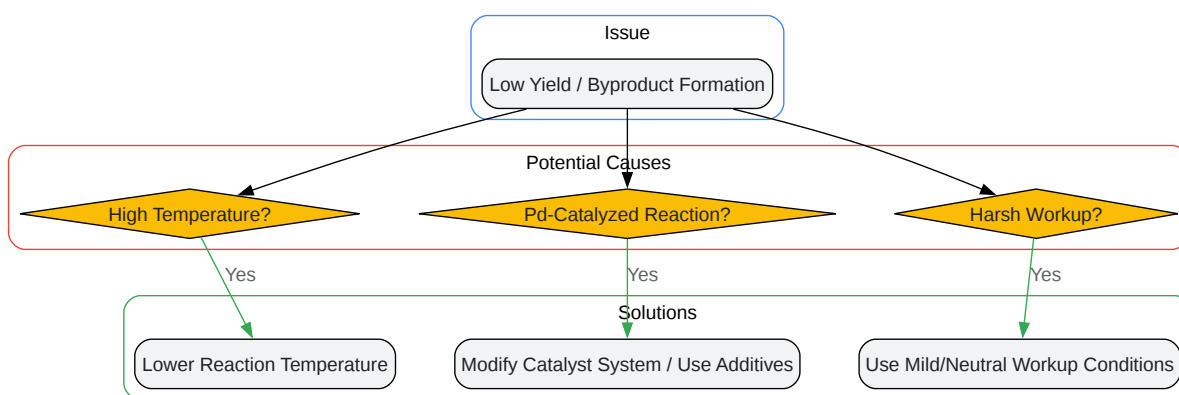 Issue
Low Yield / Byproduct Formation
Potential Causes
High Temperature?
Pd-Catalyzed Reaction?
Harsh Workup?
Yes
Yes
Yes
Solutions
Lower Reaction Temperature
Modify Catalyst System / Use Additives
Use Mild/Neutral Workup Conditions